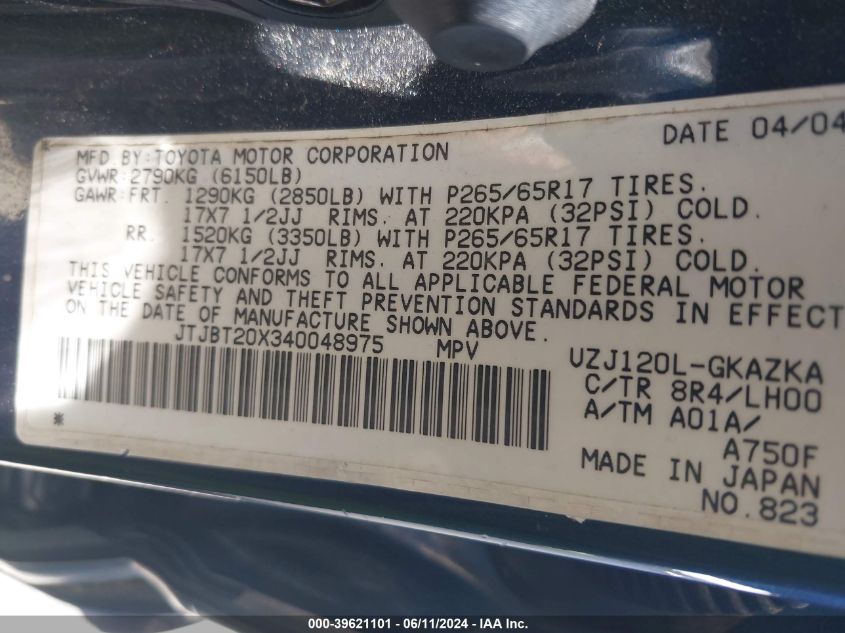 DATE 04/04
MFD BY:TOYOTA MOTOR CORPORATION
GVWR:2790KG (6150LB)
GAWR:FRT. 1290KG (2850LB) WITH P265/65R17 TIRES.
17X7 1/2JJ RIMS. AT 220KPA (32PSI) COLD.
RR. 1520KG (3350LB) WITH P265/65R17 TIRES.
17X7 1/2JJ RIMS. AT 220KPA (32PSI) COLD.
THIS VEHICLE CONFORMS TO ALL APPLICABLE FEDERAL MOTOR
VEHICLE SAFETY AND THEFT PREVENTION STANDARDS IN EFFECT
ON THE DATE OF MANUFACTURE SHOWN ABOVE.
JTJBT20X340048975 MPV
UZJ120L-GKAZKA
C/TR 8R4/LH00
A/TM A01A/
A750F
MADE IN JAPAN
NO.823
*
000-39621101 / 06/11/2024 - IAA Inc.